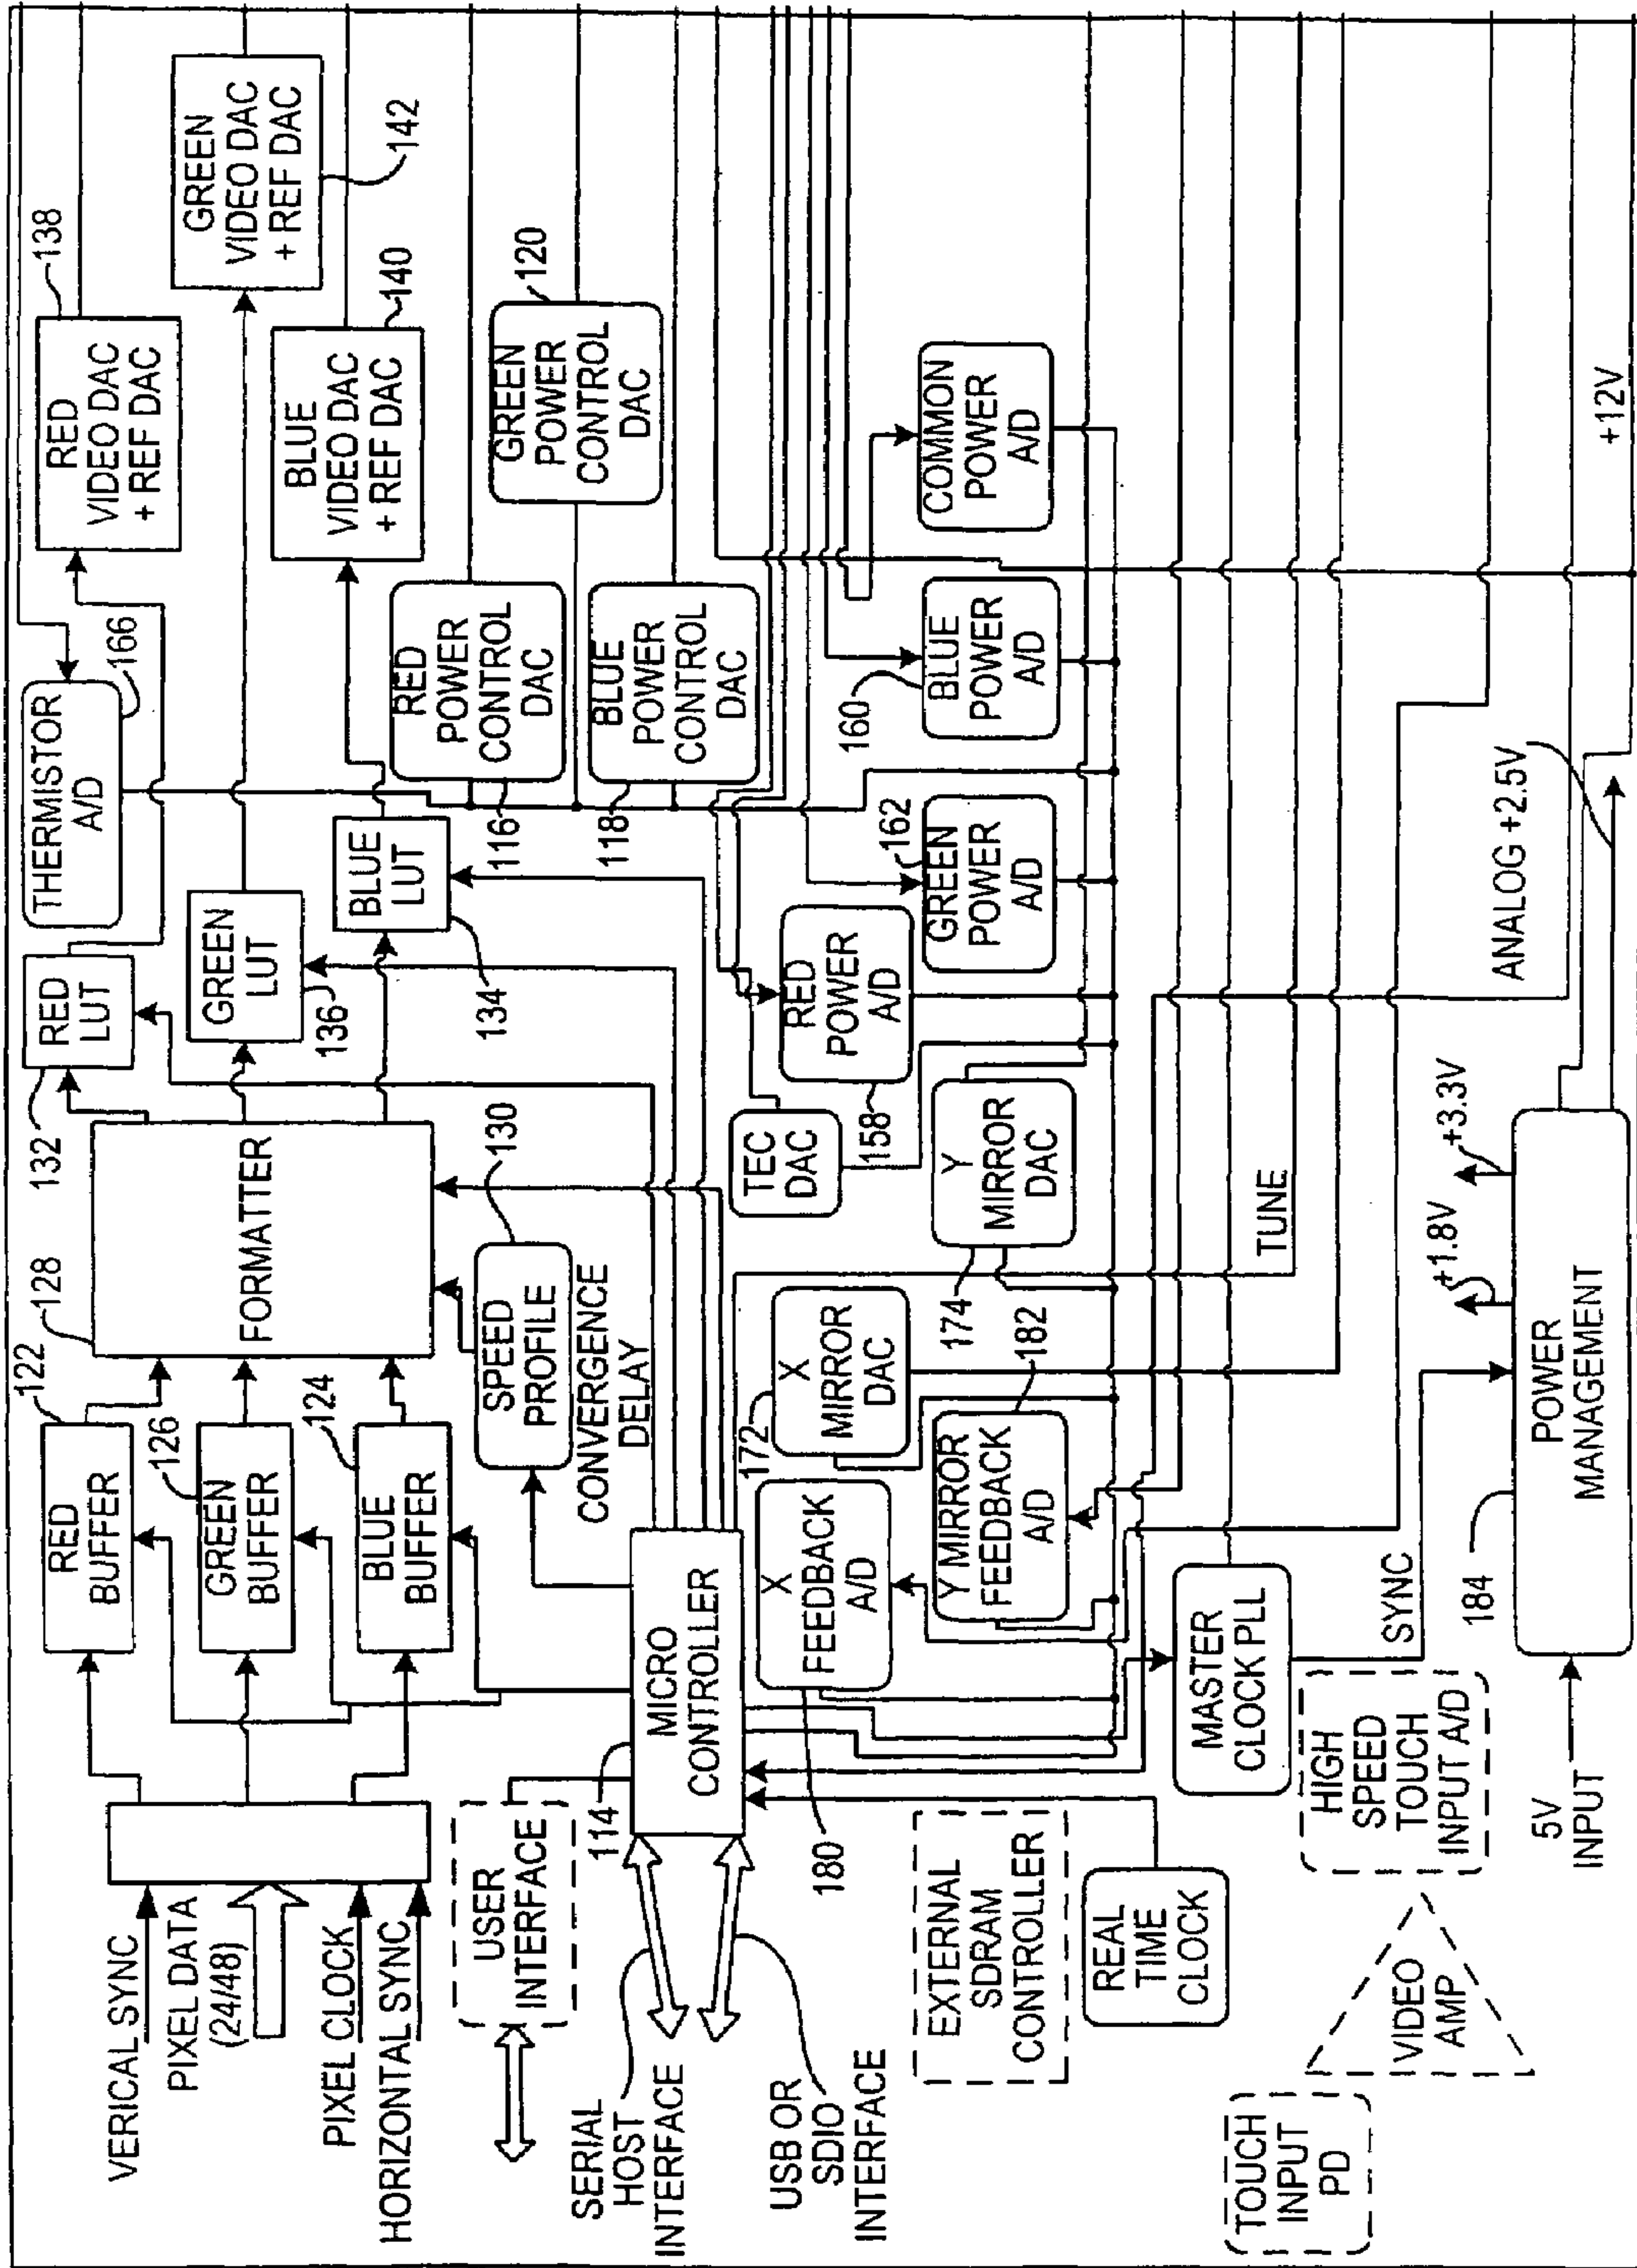 VERICAL SYNC
PIXEL DATA
(24/48)
PIXEL CLOCK
HORIZONTAL SYNC
RED
BUFFER
122
GREEN
BUFFER
126
BLUE
BUFFER
124
128
FORMATTER
SPEED
PROFILE
130
CONVERGENCE
DELAY
132
RED
LUT
GREEN
LUT
136
BLUE
LUT
134
THERMISTOR
A/D
166
RED
VIDEO DAC
+ REF DAC
138
GREEN
VIDEO DAC
+ REF DAC
142
BLUE
VIDEO DAC
+ REF DAC
140
RED
POWER
CONTROL
DAC
116
GREEN
POWER
CONTROL
DAC
120
BLUE
POWER
CONTROL
DAC
118
USER
INTERFACE
114
MICRO
CONTROLLER
SERIAL
HOST
INTERFACE
USB OR
SDIO
INTERFACE
TEC
DAC
RED
POWER
A/D
158
GREEN
POWER
A/D
162
BLUE
POWER
A/D
160
COMMON
POWER
A/D
X
FEEDBACK
A/D
180
X
MIRROR
DAC
172
Y MIRROR
FEEDBACK
A/D
182
Y
MIRROR
DAC
174
EXTERNAL
SDRAM
CONTROLLER
REAL
TIME
CLOCK
MASTER
CLOCK PLL
SYNC
TUNE
HIGH
SPEED
TOUCH
INPUT A/D
TOUCH
INPUT
PD
VIDEO
AMP
5V
INPUT
184
POWER
MANAGEMENT
+1.8V
+3.3V
ANALOG +2.5V
+12V